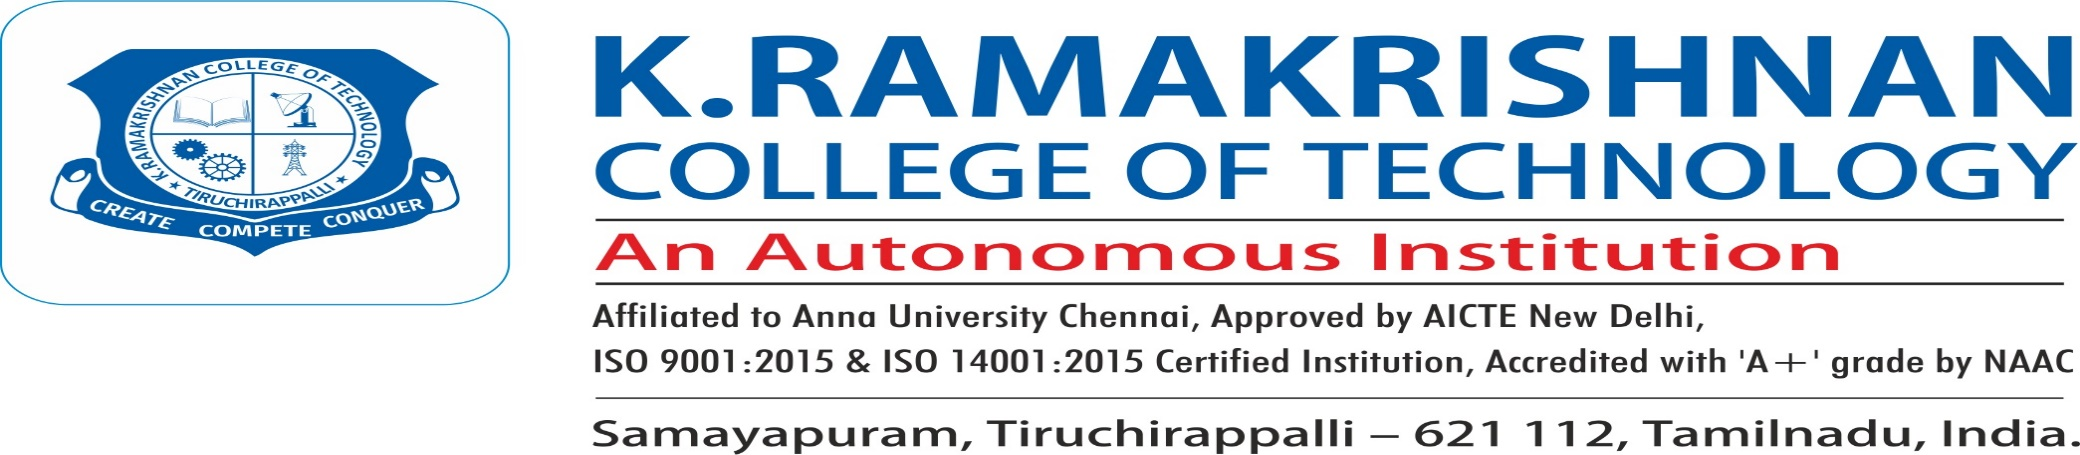 K.RAMAKRISHNAN COLLEGE OF TECHNOLOGY
★ TIRUCHIRAPPALLI ★
CREATE COMPETE CONQUER
K.RAMAKRISHNAN
COLLEGE OF TECHNOLOGY
An Autonomous Institution
Affiliated to Anna University Chennai, Approved by AICTE New Delhi,
ISO 9001:2015 & ISO 14001:2015 Certified Institution, Accredited with 'A+' grade by NAAC
Samayapuram, Tiruchirappalli – 621 112, Tamilnadu, India.